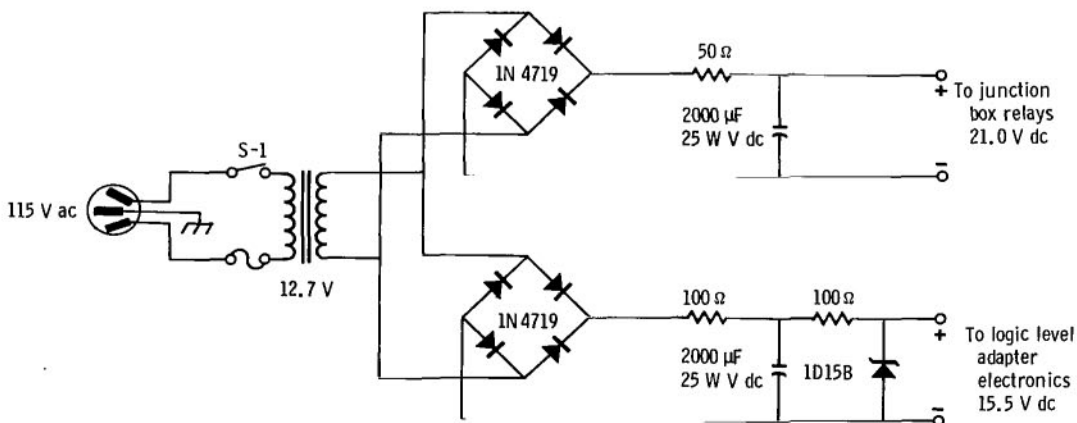 115 V ac
S-1
12.7 V
1N 4719
50 Ω
2000 μF
25 W V dc
+
To junction
box relays
21.0 V dc
−
1N 4719
100 Ω
100 Ω
2000 μF
25 W V dc
1D15B
+
To logic level
adapter
electronics
15.5 V dc
−